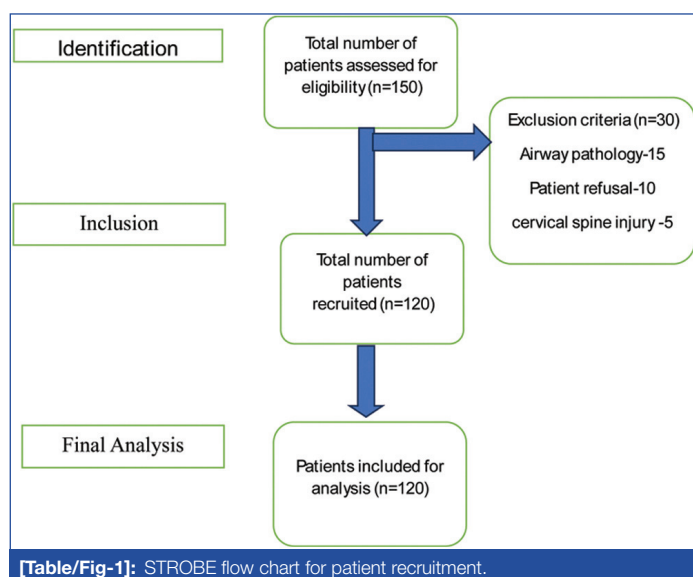 Identification
Total number of
patients assessed for
eligibility (n=150)
Exclusion criteria (n=30)
Airway pathology-15
Patient refusal-10
cervical spine injury -5
Inclusion
Total number of
patients
recruited (n=120)
Final Analysis
Patients included for
analysis (n=120)
[Table/Fig-1]: STROBE flow chart for patient recruitment.